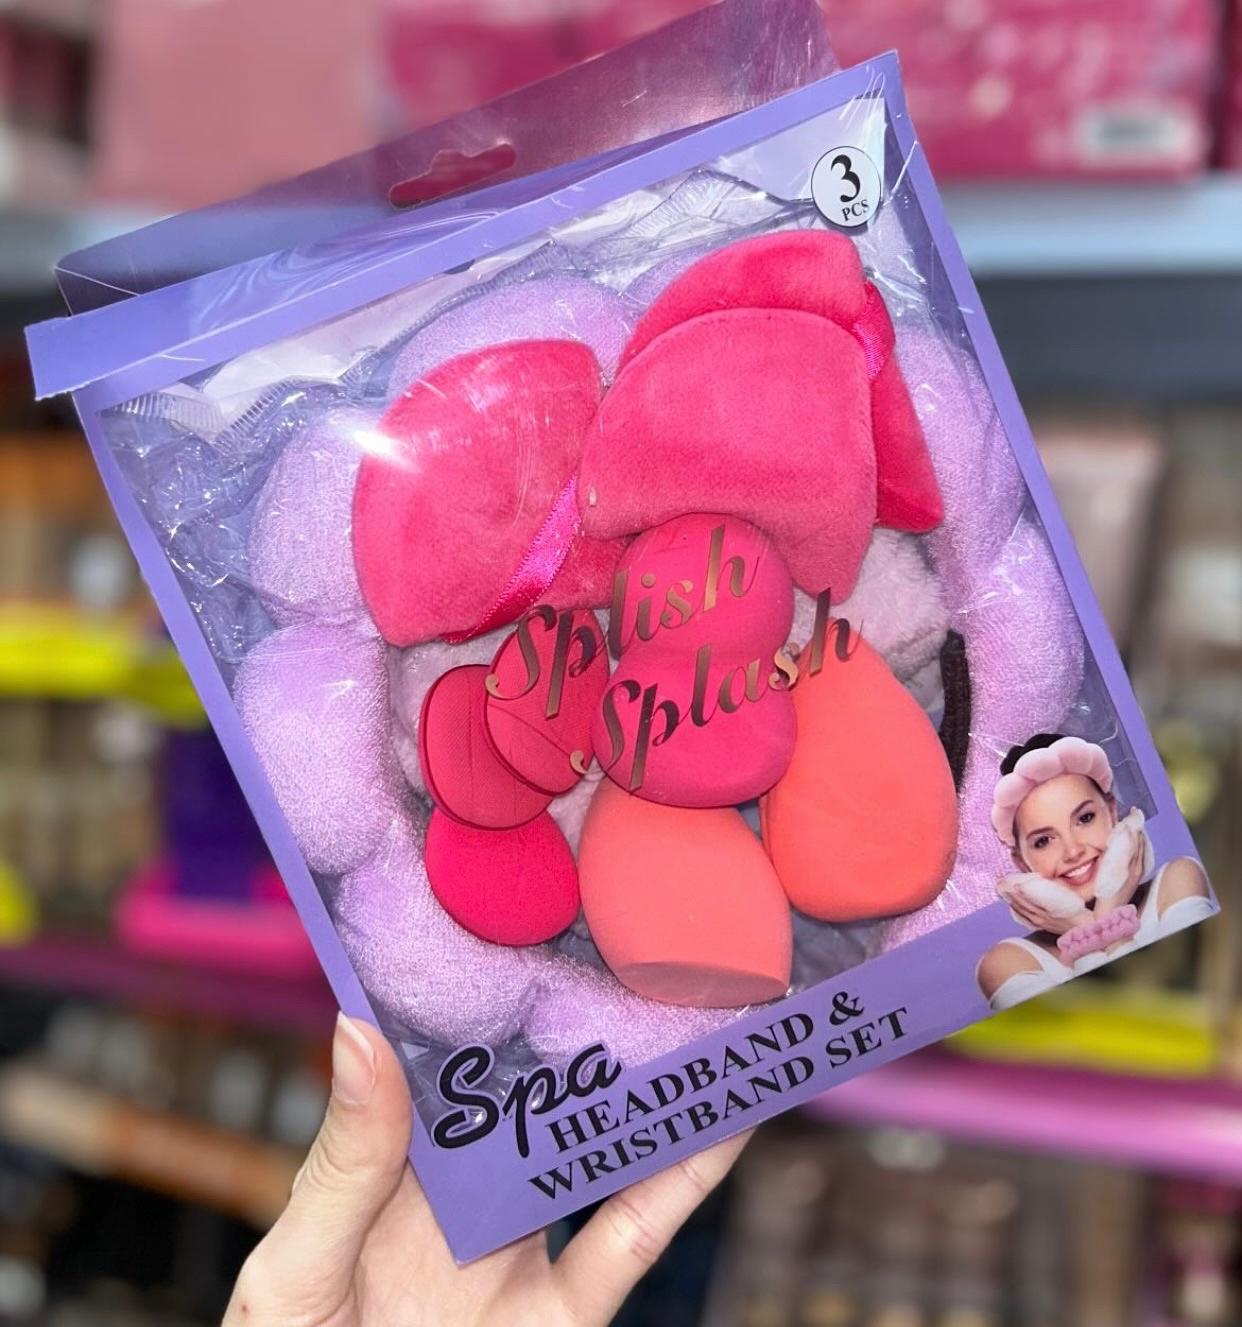 3
PCS
Splish
Splash
Spa
HEADBAND &
WRISTBAND SET